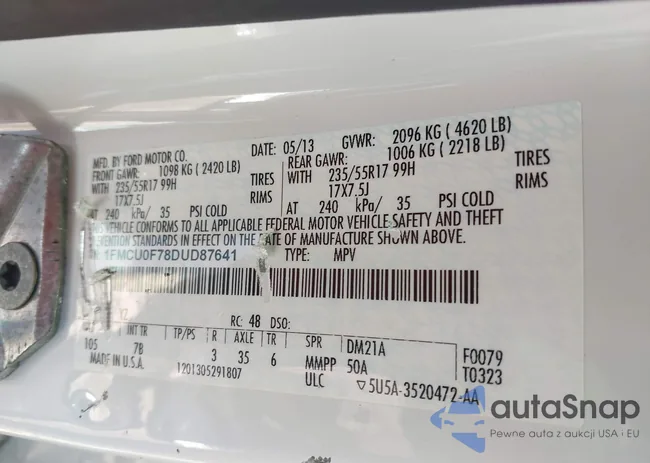 MFD. BY FORD MOTOR CO.
DATE: 05/13 GVWR: 2096 KG ( 4620 LB)
FRONT GAWR: 1098 KG ( 2420 LB)
REAR GAWR: 1006 KG ( 2218 LB)
WITH 235/55R17 99H TIRES
WITH 235/55R17 99H TIRES
17X7.5J RIMS
17X7.5J RIMS
AT 240 kPa/ 35 PSI COLD
AT 240 kPa/ 35 PSI COLD
VEHICLE CONFORMS TO ALL APPLICABLE FEDERAL MOTOR VEHICLE SAFETY AND THEFT
PREVENTION STANDARDS IN EFFECT ON THE DATE OF MANUFACTURE SHOWN ABOVE.
1FMCU0F78DUD87641 TYPE: MPV
RC: 48 DSO:
INT TR TP/PS R AXLE TR SPR DM21A
105 7B 3 35 6 MMPP 50A
MADE IN U.S.A.
1201305291807
ULC
F0079
T0323
5U5A-3520472-AA
autaSnap
Pewne auta z aukcji USA i EU